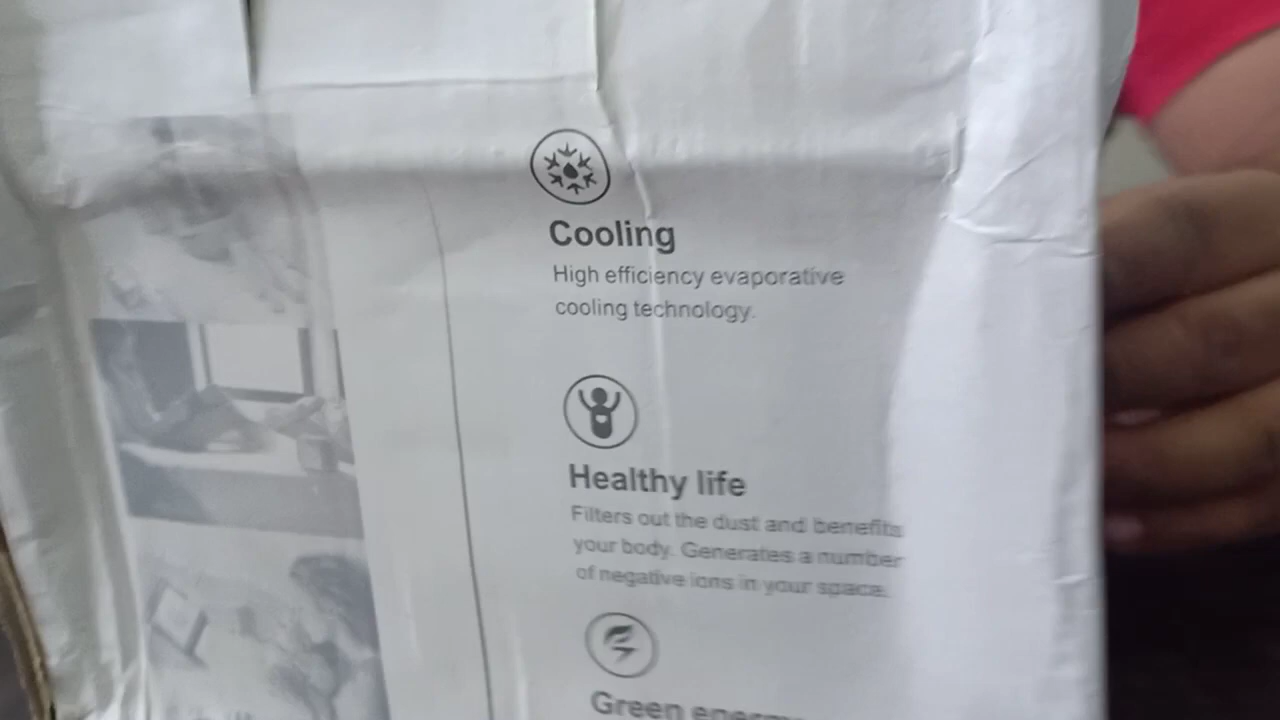 Cooling
High efficiency evaporative
cooling technology.
Healthy life
Filters out the dust and benefits
your body. Generates a number
of negative ions in your space.
Green